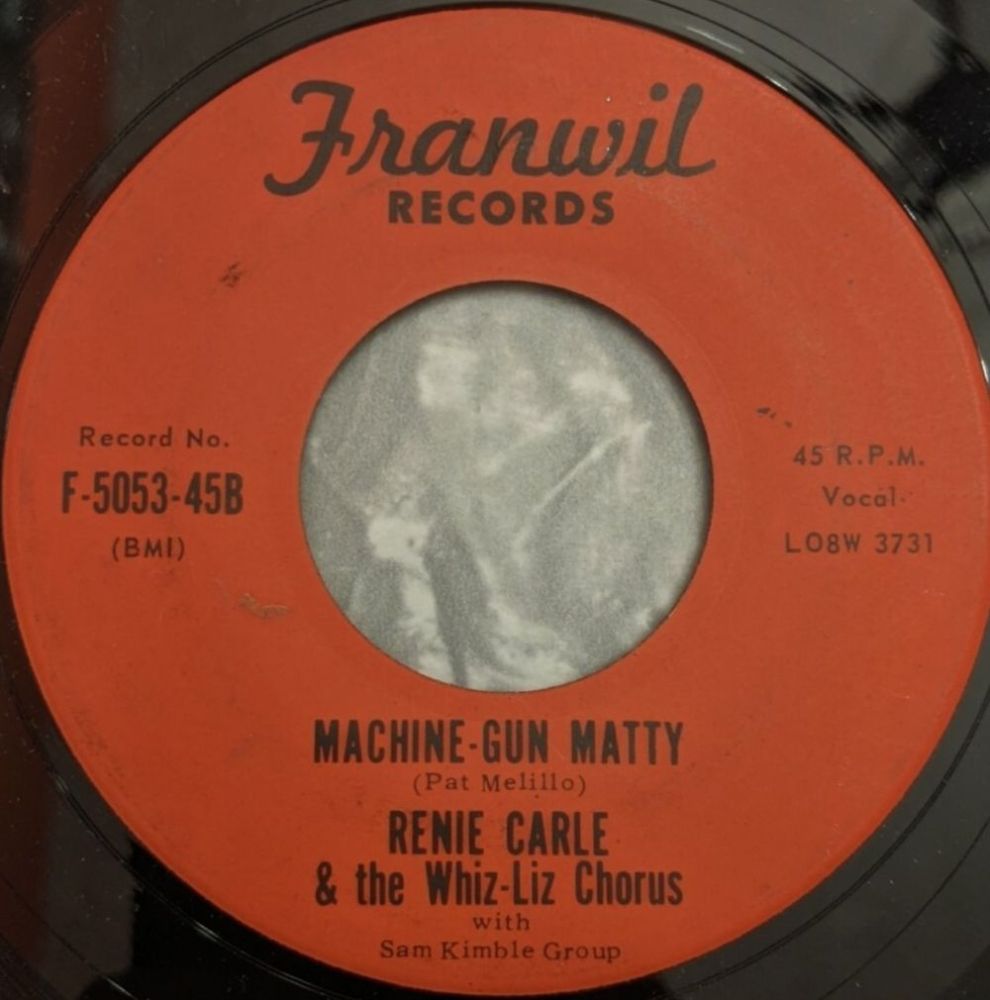 Franwil
RECORDS
Record No.
F-5053-45B
(BMI)
45 R.P.M.
Vocal
LO8W 3731
MACHINE-GUN MATTY
(Pat Melillo)
RENIE CARLE
& the Whiz-Liz Chorus
with
Sam Kimble Group